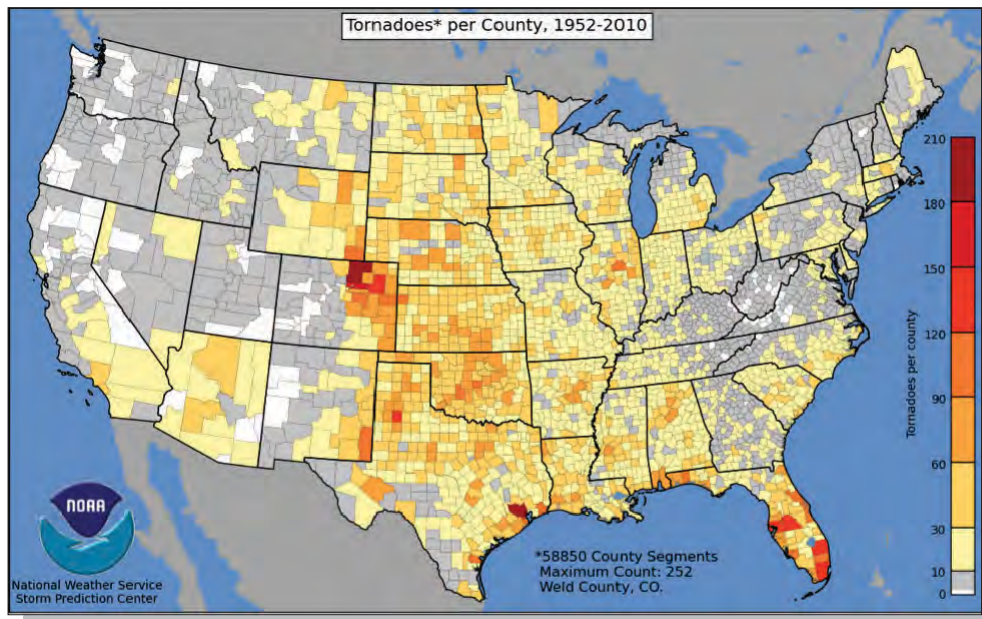 Tornadoes* per County, 1952-2010
210
180
150
120
90
60
30
10
0
Tornadoes per county
NOAA
National Weather Service
Storm Prediction Center
*58850 County Segments
Maximum Count: 252
Weld County, CO.